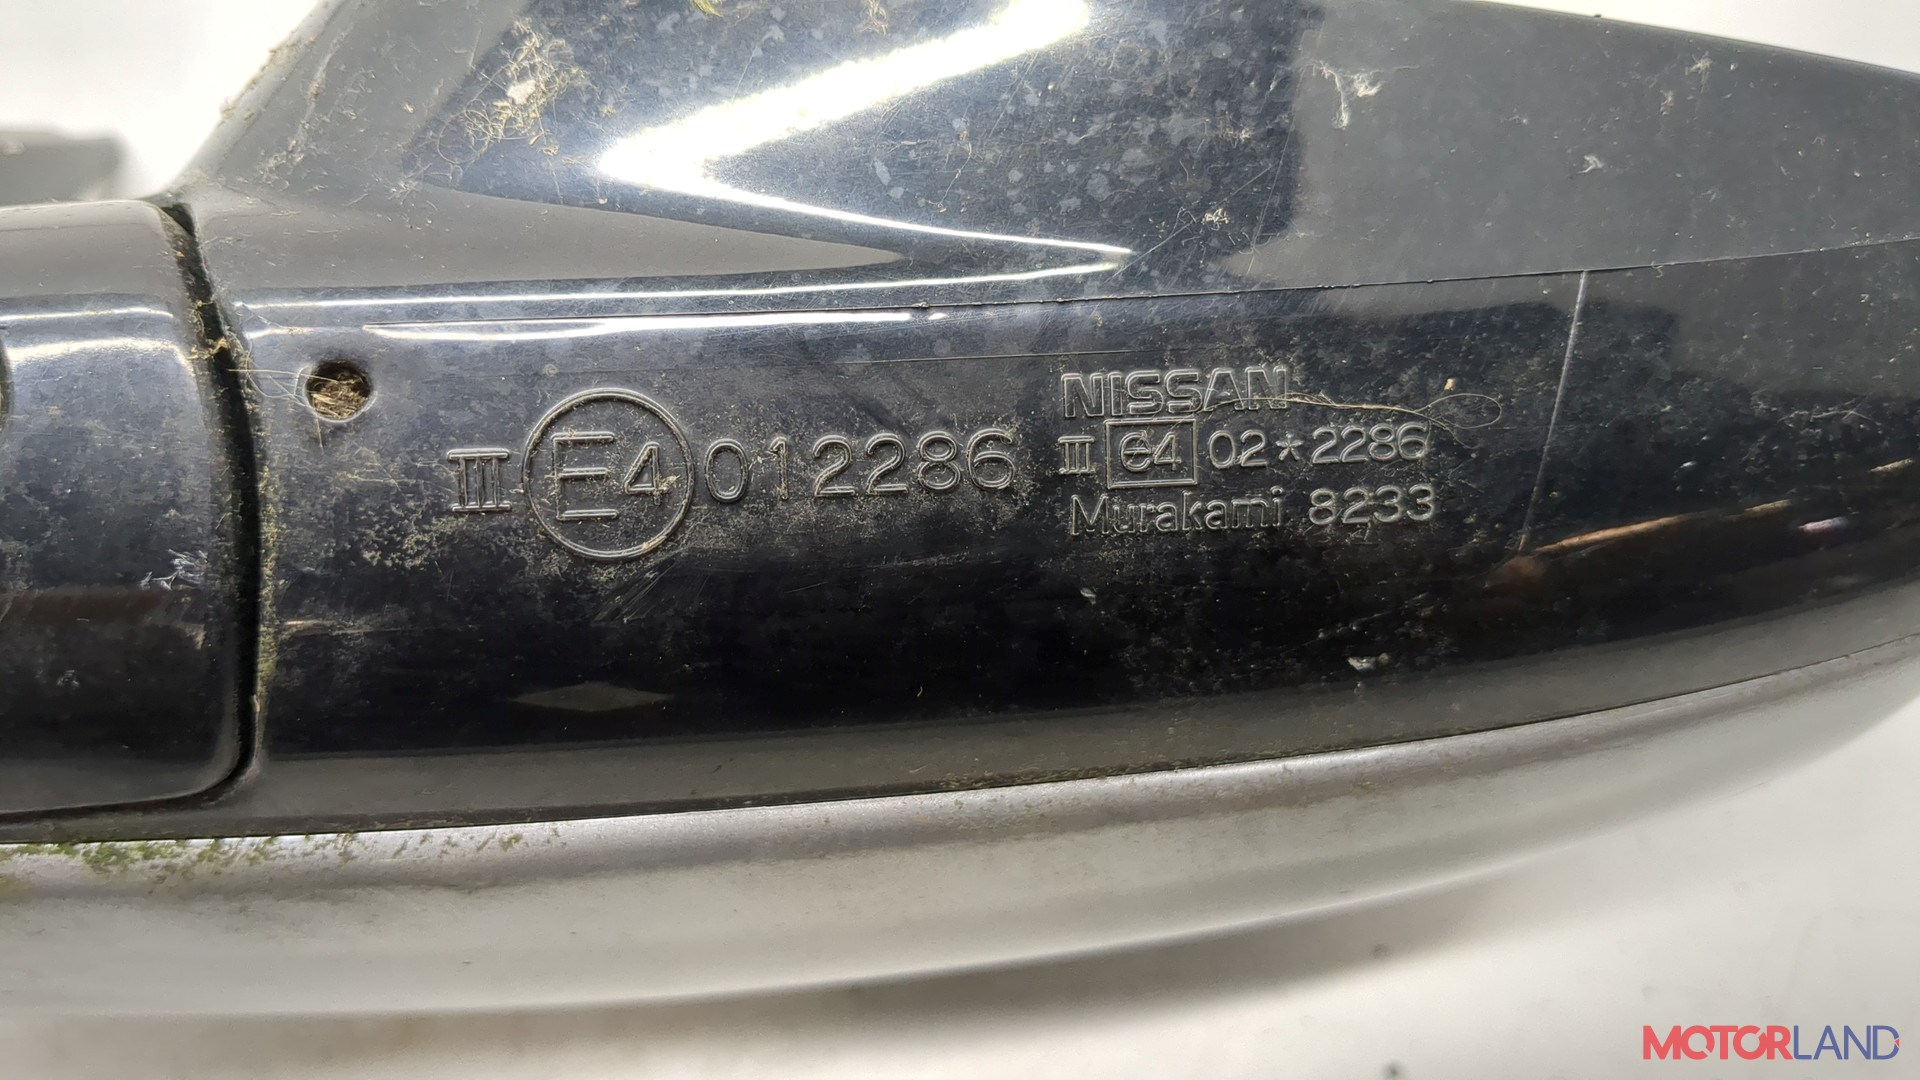 III E4 012286
NISSAN
III e4 02*2286
Murakami 8233
MOTORLAND